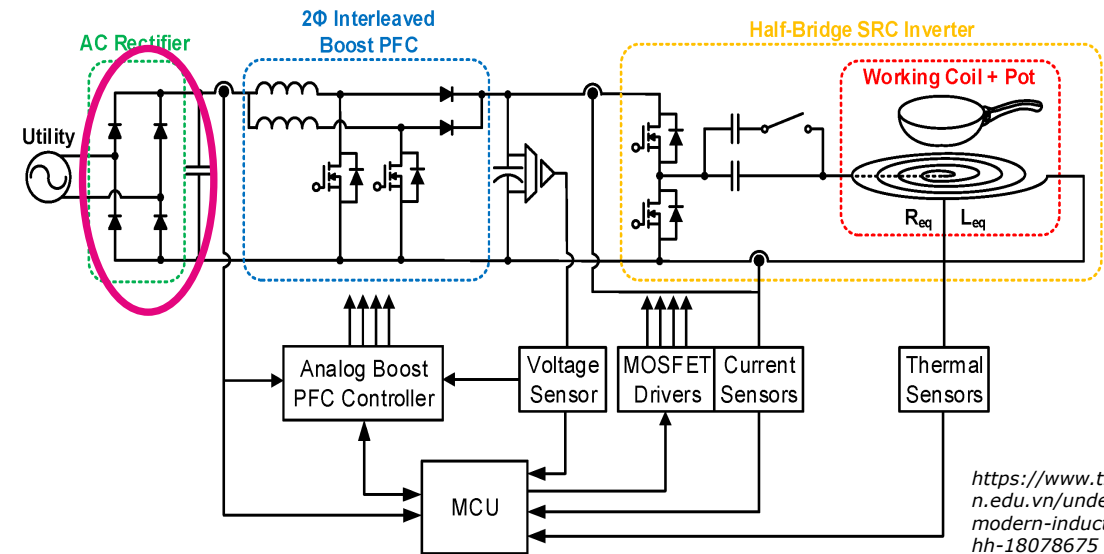 2Φ Interleaved
Boost PFC
AC Rectifier
Half-Bridge SRC Inverter
Working Coil + Pot
Utility
Req Leq
Analog Boost
PFC Controller
Voltage
Sensor
MOSFET
Drivers
Current
Sensors
Thermal
Sensors
MCU
https://www.t
n.edu.vn/unde
modern-induct
hh-18078675